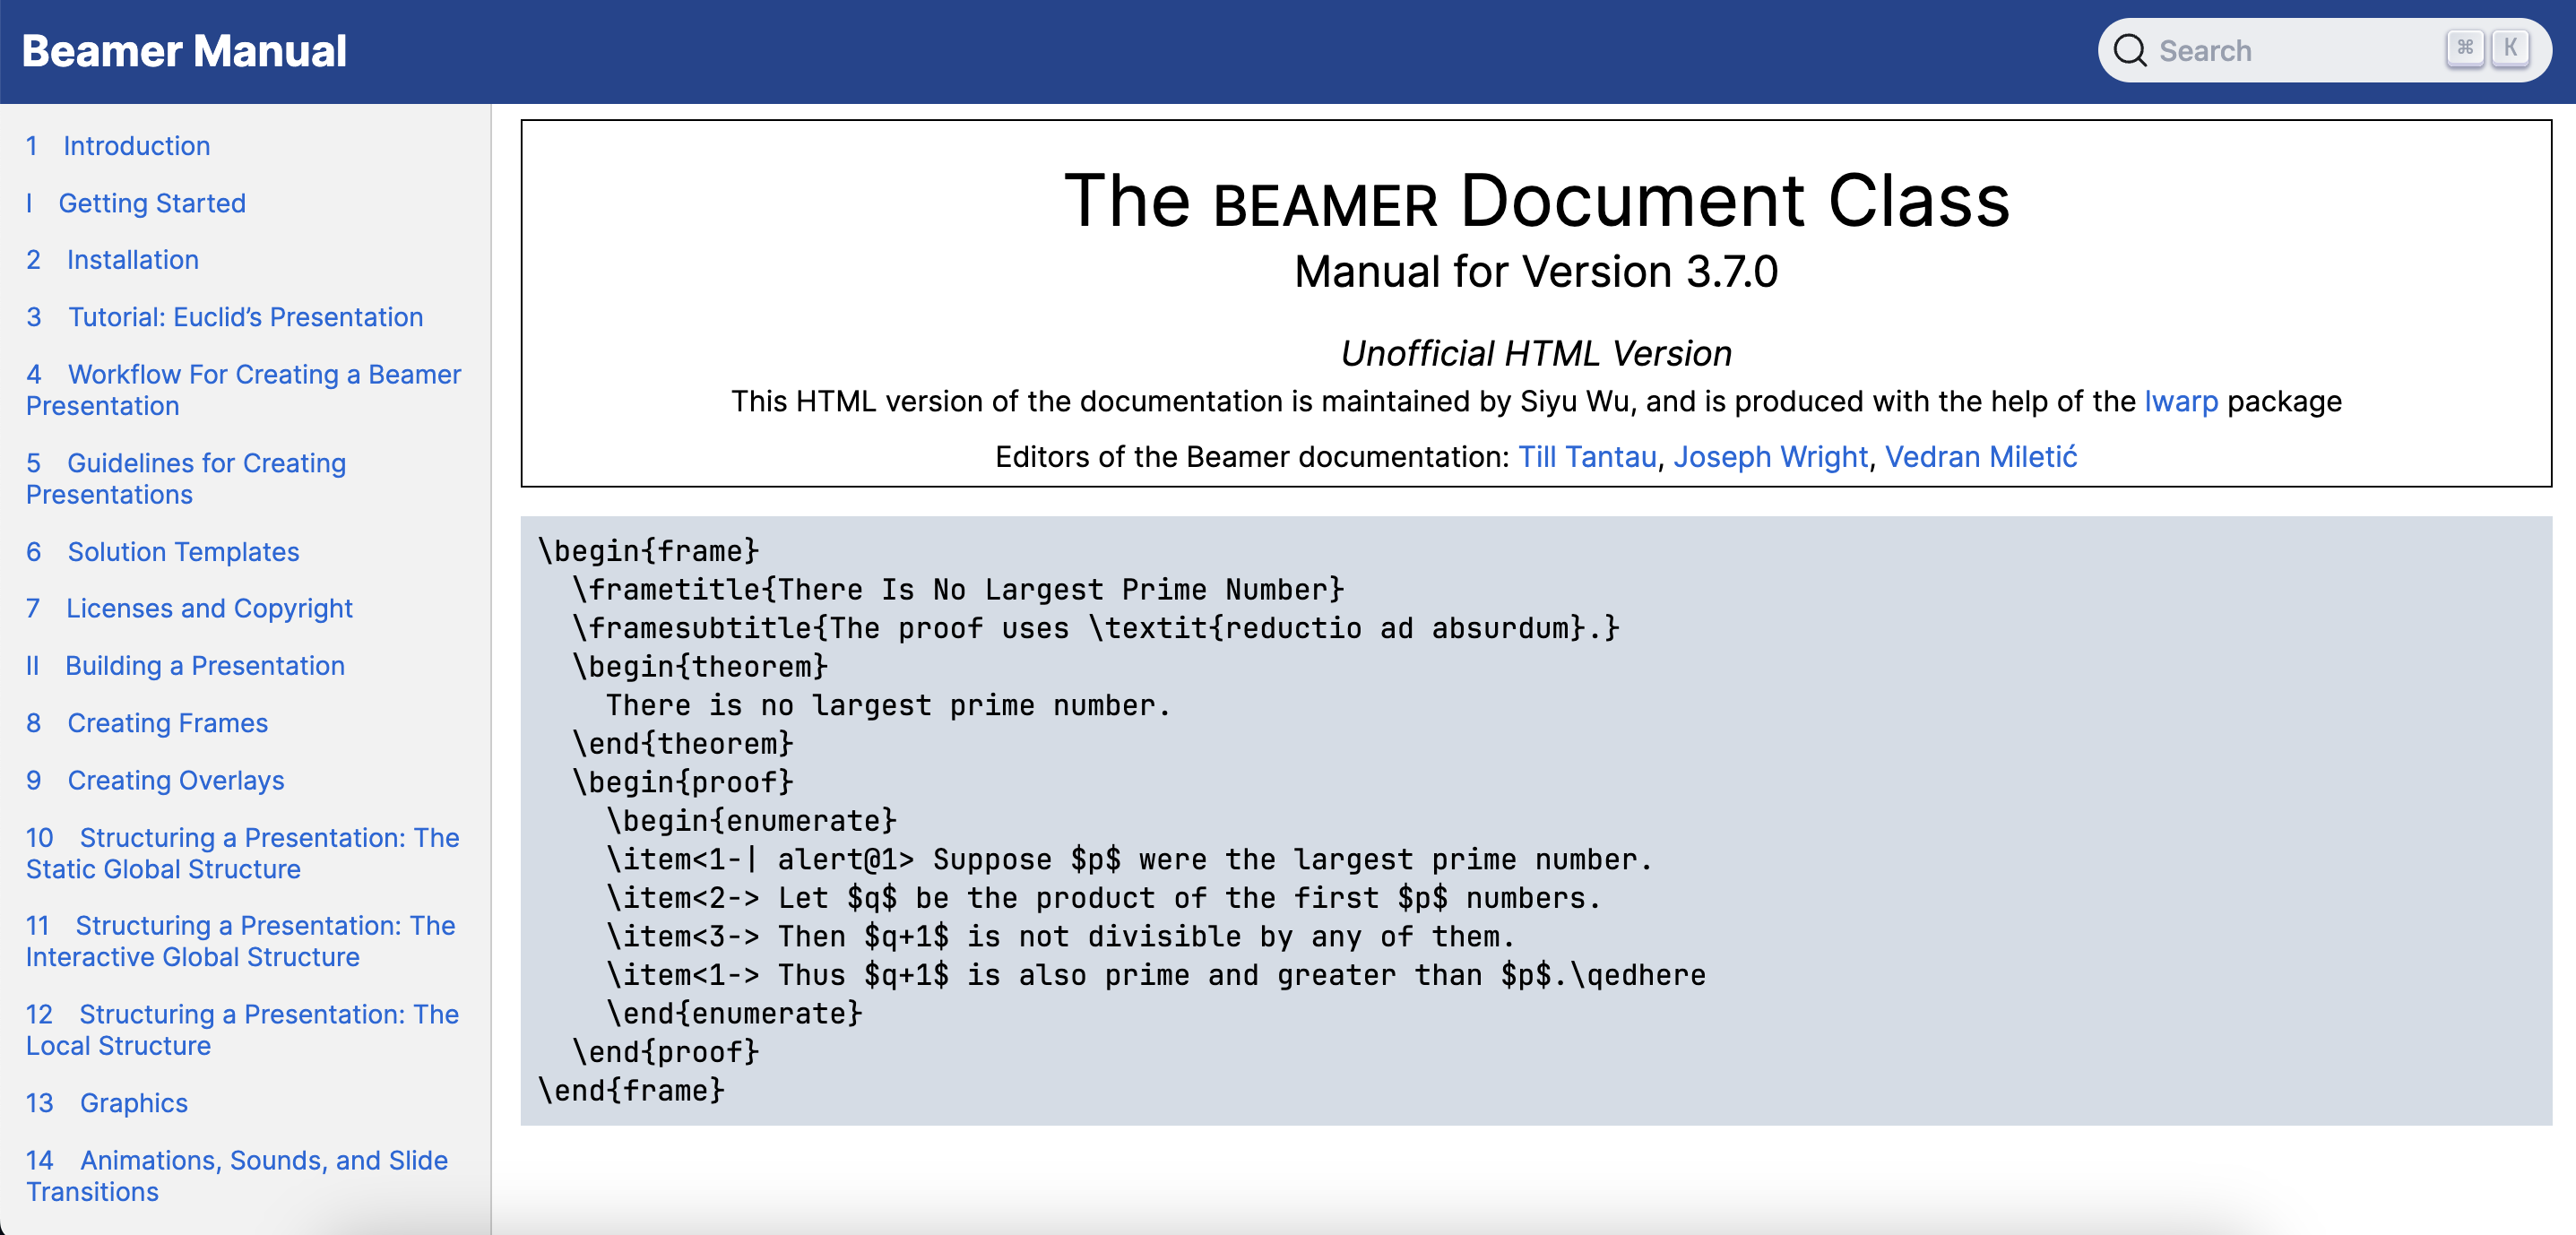 Beamer Manual
Search ⌘ K
1 Introduction
I Getting Started
2 Installation
3 Tutorial: Euclid’s Presentation
4 Workflow For Creating a Beamer
Presentation
5 Guidelines for Creating
Presentations
6 Solution Templates
7 Licenses and Copyright
II Building a Presentation
8 Creating Frames
9 Creating Overlays
10 Structuring a Presentation: The
Static Global Structure
11 Structuring a Presentation: The
Interactive Global Structure
12 Structuring a Presentation: The
Local Structure
13 Graphics
14 Animations, Sounds, and Slide
Transitions
The BEAMER Document Class
Manual for Version 3.7.0
Unofficial HTML Version
This HTML version of the documentation is maintained by Siyu Wu, and is produced with the help of the lwarp package
Editors of the Beamer documentation: Till Tantau, Joseph Wright, Vedran Miletić
\begin{frame}
  \frametitle{There Is No Largest Prime Number}
  \framesubtitle{The proof uses \textit{reductio ad absurdum}.}
  \begin{theorem}
    There is no largest prime number.
  \end{theorem}
  \begin{proof}
    \begin{enumerate}
    \item<1-| alert@1> Suppose $p$ were the largest prime number.
    \item<2-> Let $q$ be the product of the first $p$ numbers.
    \item<3-> Then $q+1$ is not divisible by any of them.
    \item<1-> Thus $q+1$ is also prime and greater than $p$.\qedhere
    \end{enumerate}
  \end{proof}
\end{frame}